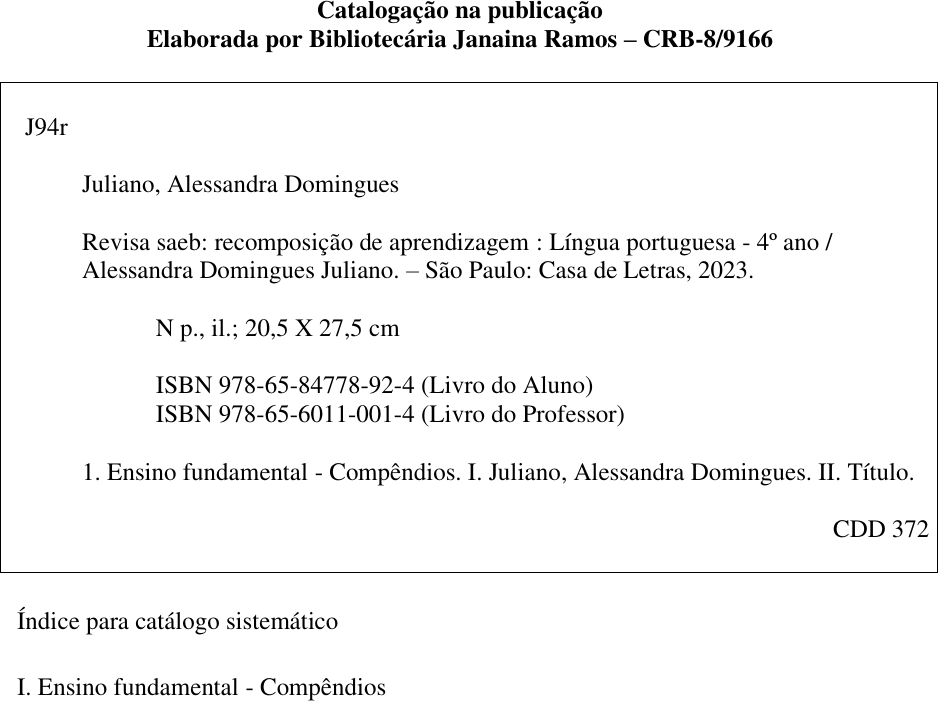 Catalogação na publicação
Elaborada por Bibliotecária Janaina Ramos – CRB-8/9166
J94r
Juliano, Alessandra Domingues
Revisa saeb: recomposição de aprendizagem : Língua portuguesa - 4º ano /
Alessandra Domingues Juliano. – São Paulo: Casa de Letras, 2023.
N p., il.; 20,5 X 27,5 cm
ISBN 978-65-84778-92-4 (Livro do Aluno)
ISBN 978-65-6011-001-4 (Livro do Professor)
1. Ensino fundamental - Compêndios. I. Juliano, Alessandra Domingues. II. Título.
CDD 372
Índice para catálogo sistemático
I. Ensino fundamental - Compêndios